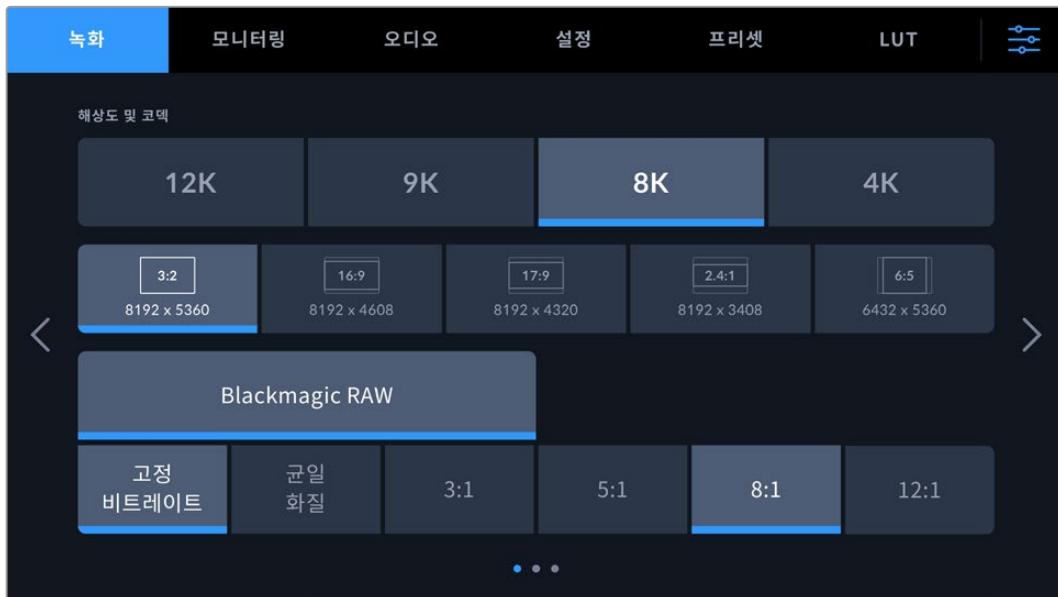 녹화 모니터링 오디오 설정 프리셋 LUT
해상도 및 코덱
12K 9K 8K 4K
3:2 16:9 17:9 2.4:1 6:5
8192 x 5360 8192 x 4608 8192 x 4320 8192 x 3408 6432 x 5360
Blackmagic RAW
고정 균일
비트레이트 화질
3:1 5:1 8:1 12:1